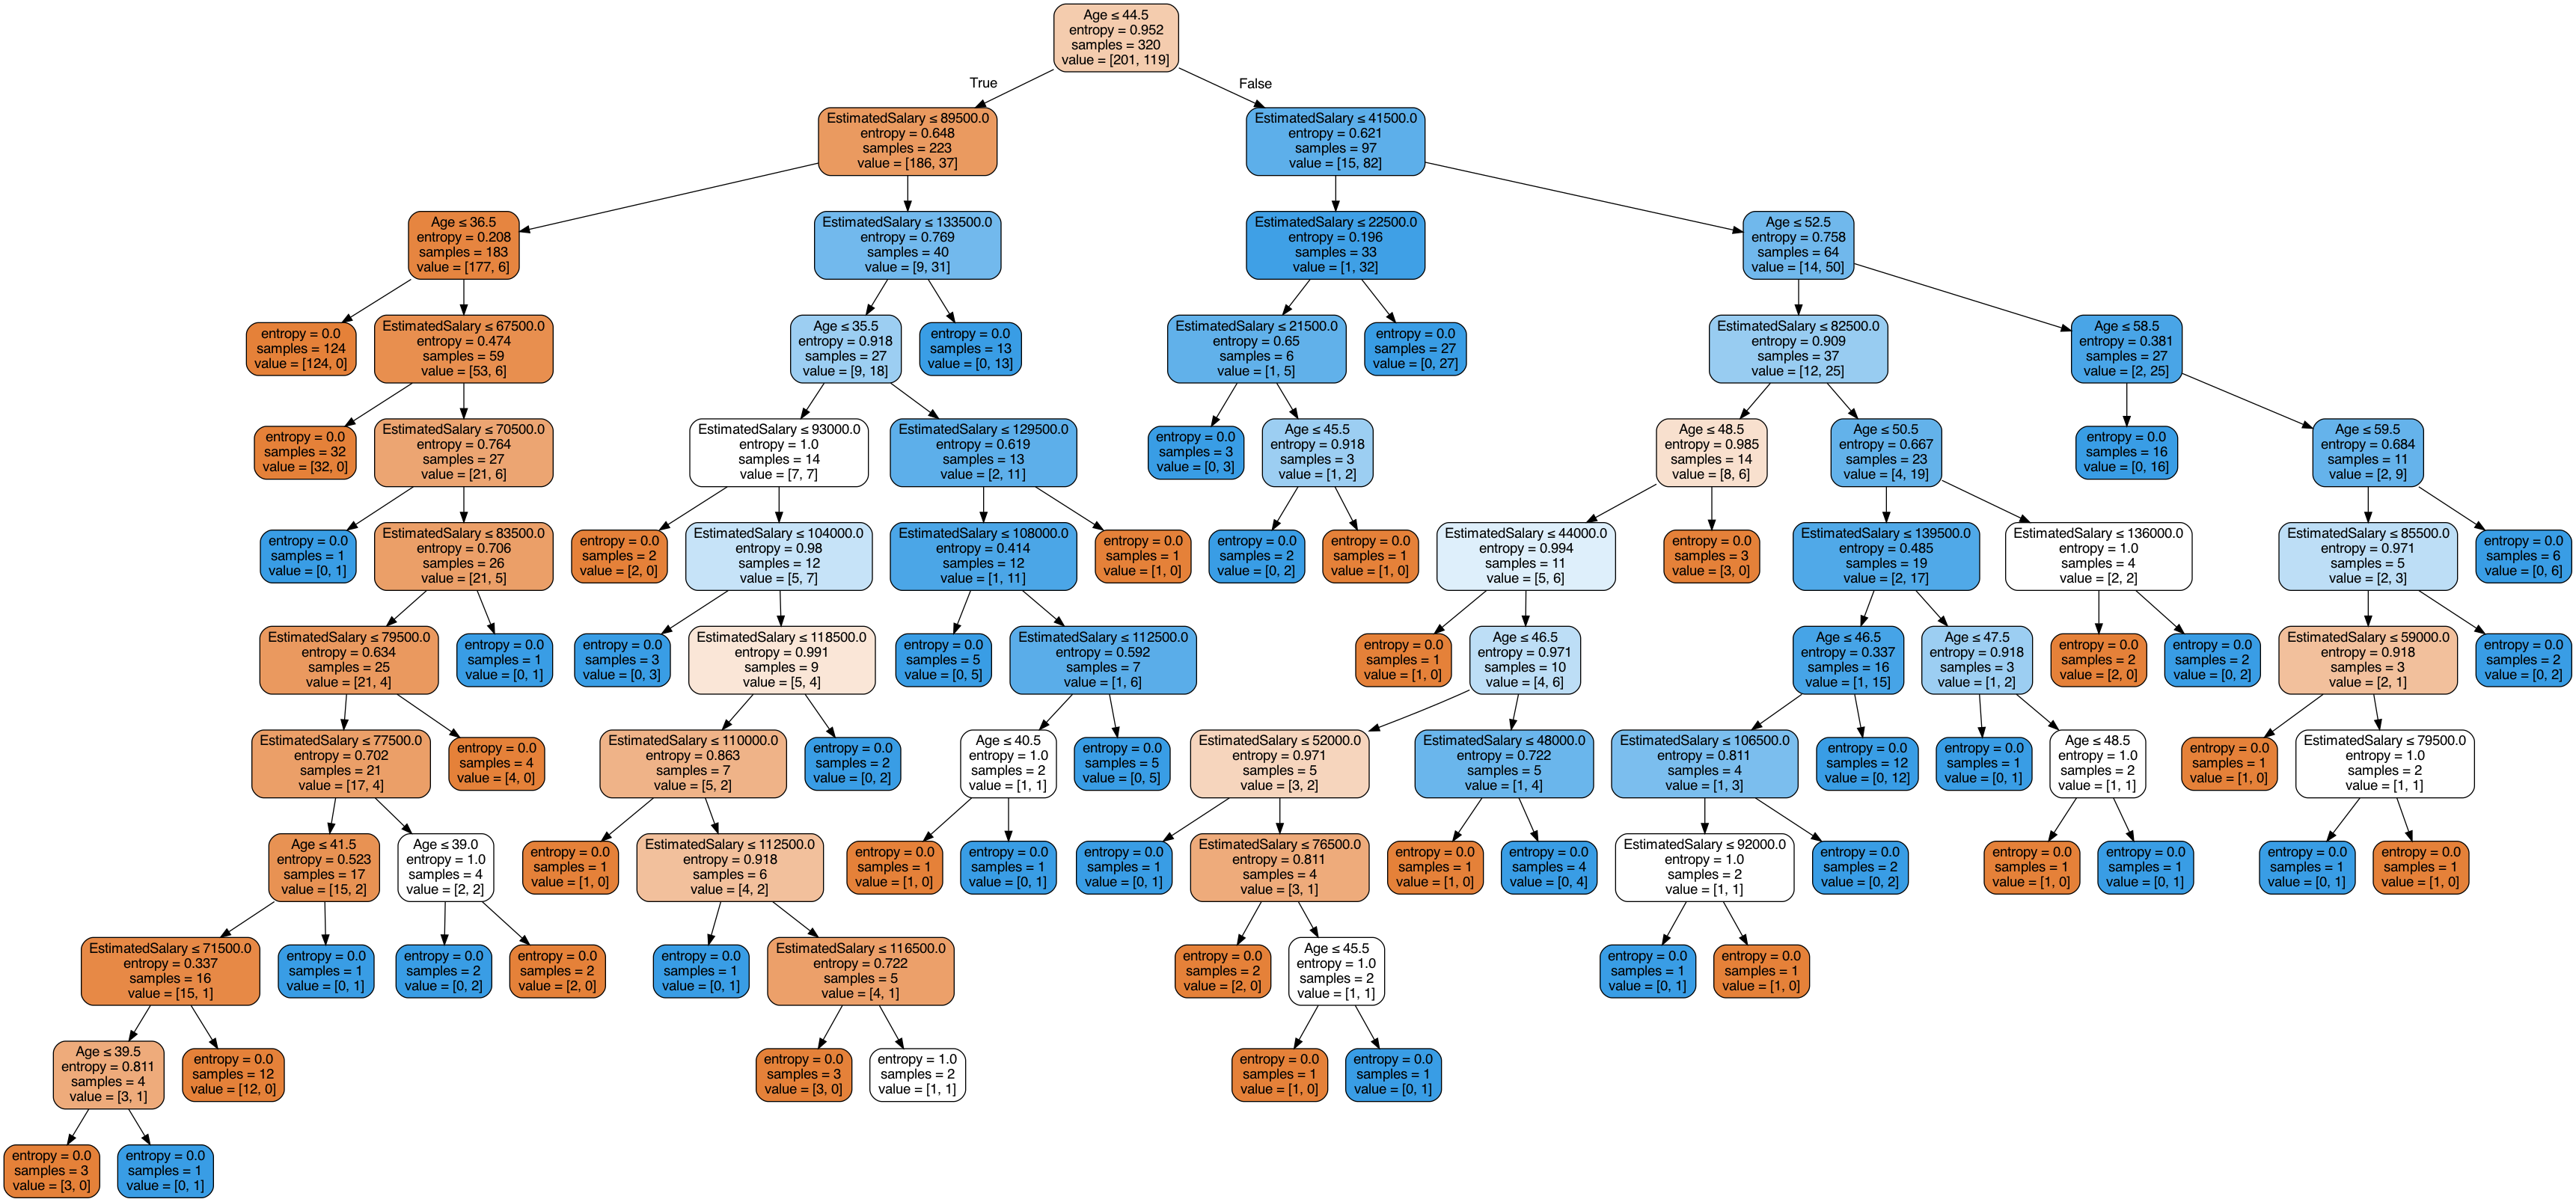 Age ≤ 44.5
entropy = 0.952
samples = 320
value = [201, 119]
True
False
EstimatedSalary ≤ 89500.0
entropy = 0.648
samples = 223
value = [186, 37]
EstimatedSalary ≤ 41500.0
entropy = 0.621
samples = 97
value = [15, 82]
Age ≤ 36.5
entropy = 0.208
samples = 183
value = [177, 6]
EstimatedSalary ≤ 133500.0
entropy = 0.769
samples = 40
value = [9, 31]
EstimatedSalary ≤ 22500.0
entropy = 0.196
samples = 33
value = [1, 32]
Age ≤ 52.5
entropy = 0.758
samples = 64
value = [14, 50]
entropy = 0.0
samples = 124
value = [124, 0]
EstimatedSalary ≤ 67500.0
entropy = 0.474
samples = 59
value = [53, 6]
Age ≤ 35.5
entropy = 0.918
samples = 27
value = [9, 18]
entropy = 0.0
samples = 13
value = [0, 13]
EstimatedSalary ≤ 21500.0
entropy = 0.65
samples = 6
value = [1, 5]
entropy = 0.0
samples = 27
value = [0, 27]
EstimatedSalary ≤ 82500.0
entropy = 0.909
samples = 37
value = [12, 25]
Age ≤ 58.5
entropy = 0.381
samples = 27
value = [2, 25]
entropy = 0.0
samples = 32
value = [32, 0]
EstimatedSalary ≤ 70500.0
entropy = 0.764
samples = 27
value = [21, 6]
EstimatedSalary ≤ 93000.0
entropy = 1.0
samples = 14
value = [7, 7]
EstimatedSalary ≤ 129500.0
entropy = 0.619
samples = 13
value = [2, 11]
entropy = 0.0
samples = 3
value = [0, 3]
Age ≤ 45.5
entropy = 0.918
samples = 3
value = [1, 2]
Age ≤ 48.5
entropy = 0.985
samples = 14
value = [8, 6]
Age ≤ 50.5
entropy = 0.667
samples = 23
value = [4, 19]
entropy = 0.0
samples = 16
value = [0, 16]
Age ≤ 59.5
entropy = 0.684
samples = 11
value = [2, 9]
entropy = 0.0
samples = 1
value = [0, 1]
EstimatedSalary ≤ 83500.0
entropy = 0.706
samples = 26
value = [21, 5]
entropy = 0.0
samples = 2
value = [2, 0]
EstimatedSalary ≤ 104000.0
entropy = 0.98
samples = 12
value = [5, 7]
EstimatedSalary ≤ 108000.0
entropy = 0.414
samples = 12
value = [1, 11]
entropy = 0.0
samples = 1
value = [1, 0]
entropy = 0.0
samples = 2
value = [0, 2]
entropy = 0.0
samples = 1
value = [1, 0]
EstimatedSalary ≤ 44000.0
entropy = 0.994
samples = 11
value = [5, 6]
entropy = 0.0
samples = 3
value = [3, 0]
EstimatedSalary ≤ 139500.0
entropy = 0.485
samples = 19
value = [2, 17]
EstimatedSalary ≤ 136000.0
entropy = 1.0
samples = 4
value = [2, 2]
EstimatedSalary ≤ 85500.0
entropy = 0.971
samples = 5
value = [2, 3]
entropy = 0.0
samples = 6
value = [0, 6]
EstimatedSalary ≤ 79500.0
entropy = 0.634
samples = 25
value = [21, 4]
entropy = 0.0
samples = 1
value = [0, 1]
entropy = 0.0
samples = 3
value = [0, 3]
EstimatedSalary ≤ 118500.0
entropy = 0.991
samples = 9
value = [5, 4]
entropy = 0.0
samples = 5
value = [0, 5]
EstimatedSalary ≤ 112500.0
entropy = 0.592
samples = 7
value = [1, 6]
entropy = 0.0
samples = 1
value = [1, 0]
Age ≤ 46.5
entropy = 0.971
samples = 10
value = [4, 6]
Age ≤ 46.5
entropy = 0.337
samples = 16
value = [1, 15]
Age ≤ 47.5
entropy = 0.918
samples = 3
value = [1, 2]
entropy = 0.0
samples = 2
value = [2, 0]
entropy = 0.0
samples = 2
value = [0, 2]
EstimatedSalary ≤ 59000.0
entropy = 0.918
samples = 3
value = [2, 1]
entropy = 0.0
samples = 2
value = [0, 2]
EstimatedSalary ≤ 77500.0
entropy = 0.702
samples = 21
value = [17, 4]
entropy = 0.0
samples = 4
value = [4, 0]
EstimatedSalary ≤ 110000.0
entropy = 0.863
samples = 7
value = [5, 2]
entropy = 0.0
samples = 2
value = [0, 2]
Age ≤ 40.5
entropy = 1.0
samples = 2
value = [1, 1]
entropy = 0.0
samples = 5
value = [0, 5]
EstimatedSalary ≤ 52000.0
entropy = 0.971
samples = 5
value = [3, 2]
EstimatedSalary ≤ 48000.0
entropy = 0.722
samples = 5
value = [1, 4]
EstimatedSalary ≤ 106500.0
entropy = 0.811
samples = 4
value = [1, 3]
entropy = 0.0
samples = 12
value = [0, 12]
entropy = 0.0
samples = 1
value = [0, 1]
Age ≤ 48.5
entropy = 1.0
samples = 2
value = [1, 1]
entropy = 0.0
samples = 1
value = [1, 0]
EstimatedSalary ≤ 79500.0
entropy = 1.0
samples = 2
value = [1, 1]
Age ≤ 41.5
entropy = 0.523
samples = 17
value = [15, 2]
Age ≤ 39.0
entropy = 1.0
samples = 4
value = [2, 2]
entropy = 0.0
samples = 1
value = [1, 0]
EstimatedSalary ≤ 112500.0
entropy = 0.918
samples = 6
value = [4, 2]
entropy = 0.0
samples = 1
value = [1, 0]
entropy = 0.0
samples = 1
value = [0, 1]
entropy = 0.0
samples = 1
value = [0, 1]
EstimatedSalary ≤ 76500.0
entropy = 0.811
samples = 4
value = [3, 1]
entropy = 0.0
samples = 1
value = [1, 0]
entropy = 0.0
samples = 4
value = [0, 4]
EstimatedSalary ≤ 92000.0
entropy = 1.0
samples = 2
value = [1, 1]
entropy = 0.0
samples = 2
value = [0, 2]
entropy = 0.0
samples = 1
value = [1, 0]
entropy = 0.0
samples = 1
value = [0, 1]
entropy = 0.0
samples = 1
value = [0, 1]
entropy = 0.0
samples = 1
value = [1, 0]
EstimatedSalary ≤ 71500.0
entropy = 0.337
samples = 16
value = [15, 1]
entropy = 0.0
samples = 1
value = [0, 1]
entropy = 0.0
samples = 2
value = [0, 2]
entropy = 0.0
samples = 2
value = [2, 0]
entropy = 0.0
samples = 1
value = [0, 1]
EstimatedSalary ≤ 116500.0
entropy = 0.722
samples = 5
value = [4, 1]
entropy = 0.0
samples = 2
value = [2, 0]
Age ≤ 45.5
entropy = 1.0
samples = 2
value = [1, 1]
entropy = 0.0
samples = 1
value = [0, 1]
entropy = 0.0
samples = 1
value = [1, 0]
Age ≤ 39.5
entropy = 0.811
samples = 4
value = [3, 1]
entropy = 0.0
samples = 12
value = [12, 0]
entropy = 0.0
samples = 3
value = [3, 0]
entropy = 1.0
samples = 2
value = [1, 1]
entropy = 0.0
samples = 1
value = [1, 0]
entropy = 0.0
samples = 1
value = [0, 1]
entropy = 0.0
samples = 3
value = [3, 0]
entropy = 0.0
samples = 1
value = [0, 1]